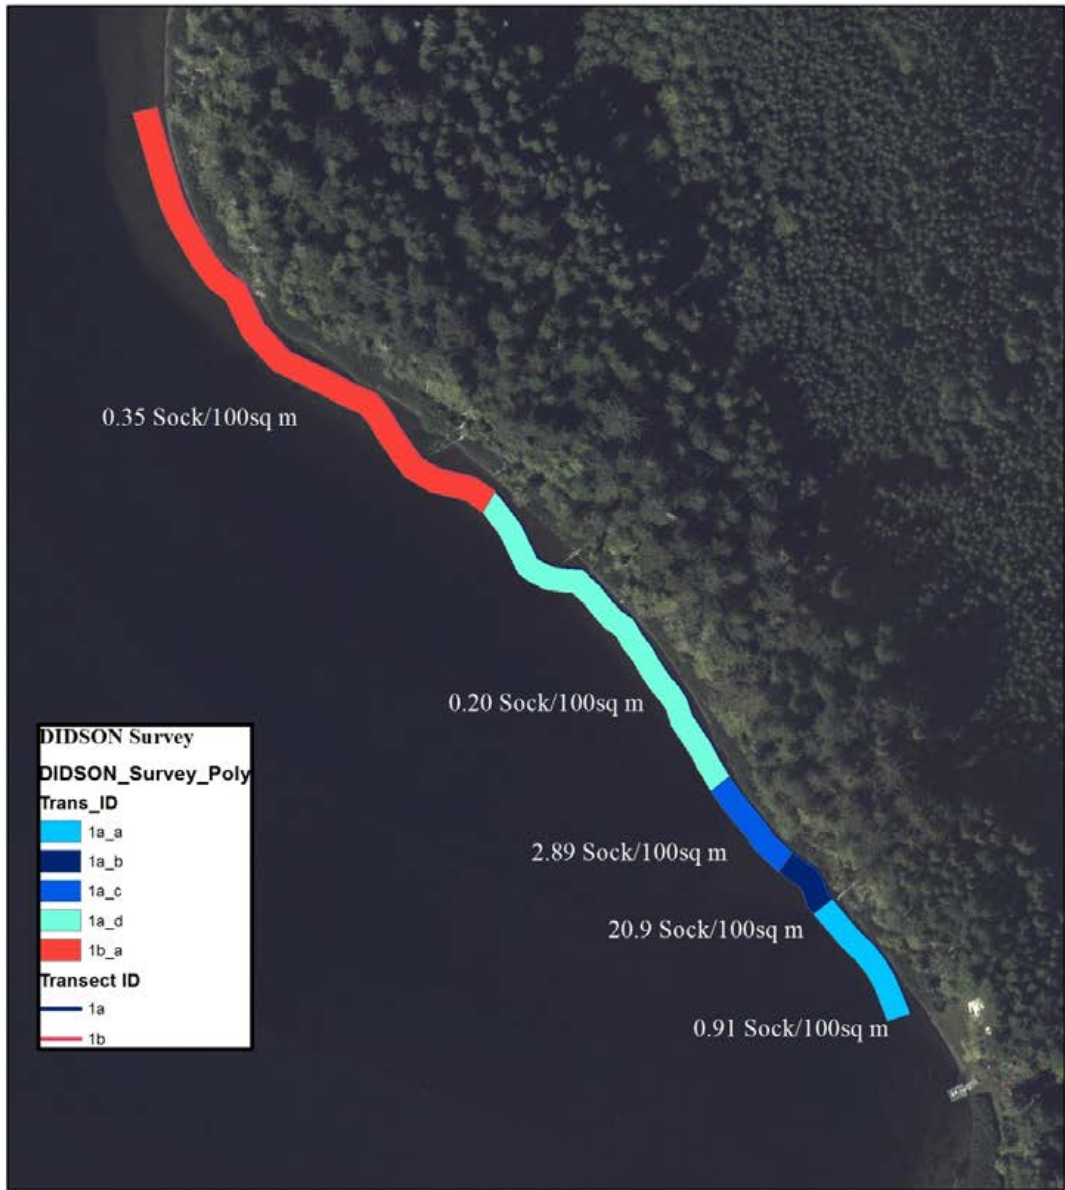 0.35 Sock/100sq m
0.20 Sock/100sq m
2.89 Sock/100sq m
20.9 Sock/100sq m
0.91 Sock/100sq m
DIDSON Survey
DIDSON_Survey_Poly
Trans_ID
1a_a
1a_b
1a_c
1a_d
1b_a
Transect ID
1a
1b